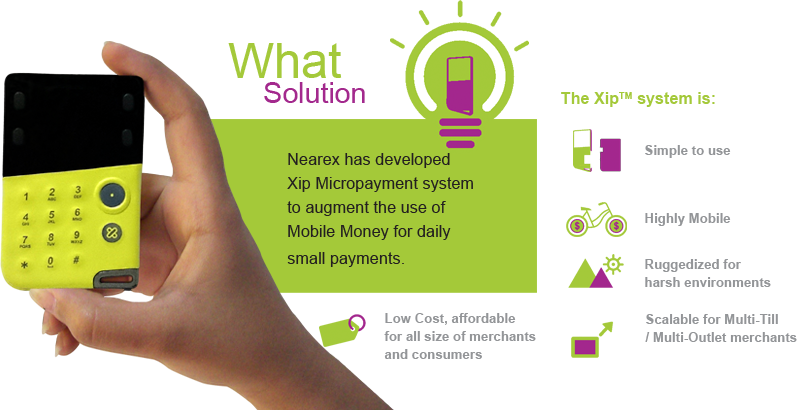 What
Solution
Nearex has developed
Xip Micropayment system
to augment the use of
Mobile Money for daily
small payments.
Low Cost, affordable
for all size of merchants
and consumers
The Xip™ system is:
Simple to use
Highly Mobile
Ruggedized for
harsh environments
Scalable for Multi-Till
/ Multi-Outlet merchants
1 2 3
ABC DEF
4 5 6
GHI JKL MNO
7 8 9
PQRS TUV WXYZ
* 0 #
$ $